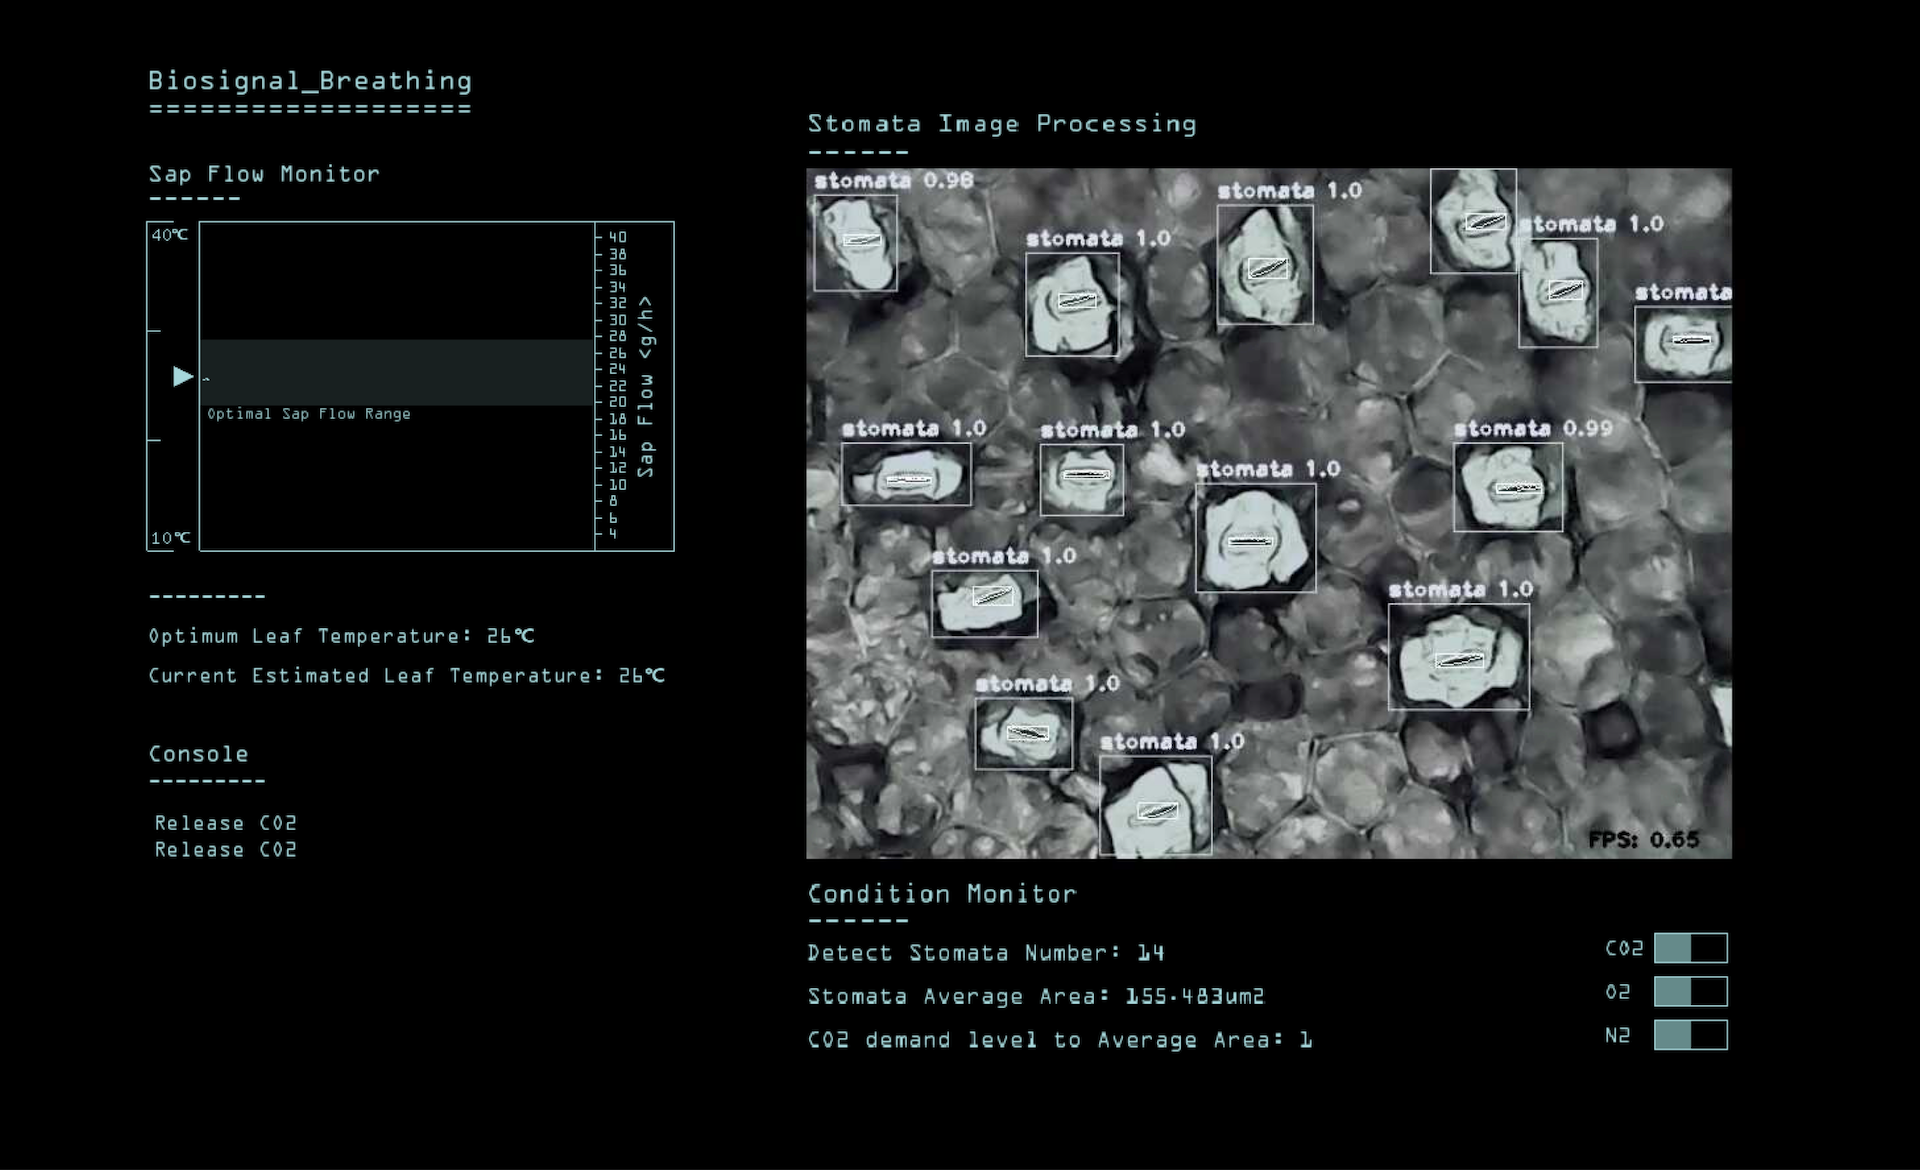 Biosignal_Breathing
===================
Sap Flow Monitor
------
40℃
10℃
Optimal Sap Flow Range
40
38
36
34
32
30
28
26
24
22
20
18
16
14
12
10
8
6
4
Sap Flow <g/h>
---------
Optimum Leaf Temperature: 26℃
Current Estimated Leaf Temperature: 26℃
Console
---------
Release CO2
Release CO2
Stomata Image Processing
------
stomata 0.98
stomata 1.0
stomata 1.0
stomata 1.0
stomata
stomata 1.0
stomata 1.0
stomata 1.0
stomata 0.99
stomata 1.0
stomata 1.0
stomata 1.0
stomata 1.0
FPS: 0.65
Condition Monitor
------
Detect Stomata Number: 14
Stomata Average Area: 155.483um2
CO2 demand level to Average Area: 1
CO2
O2
N2